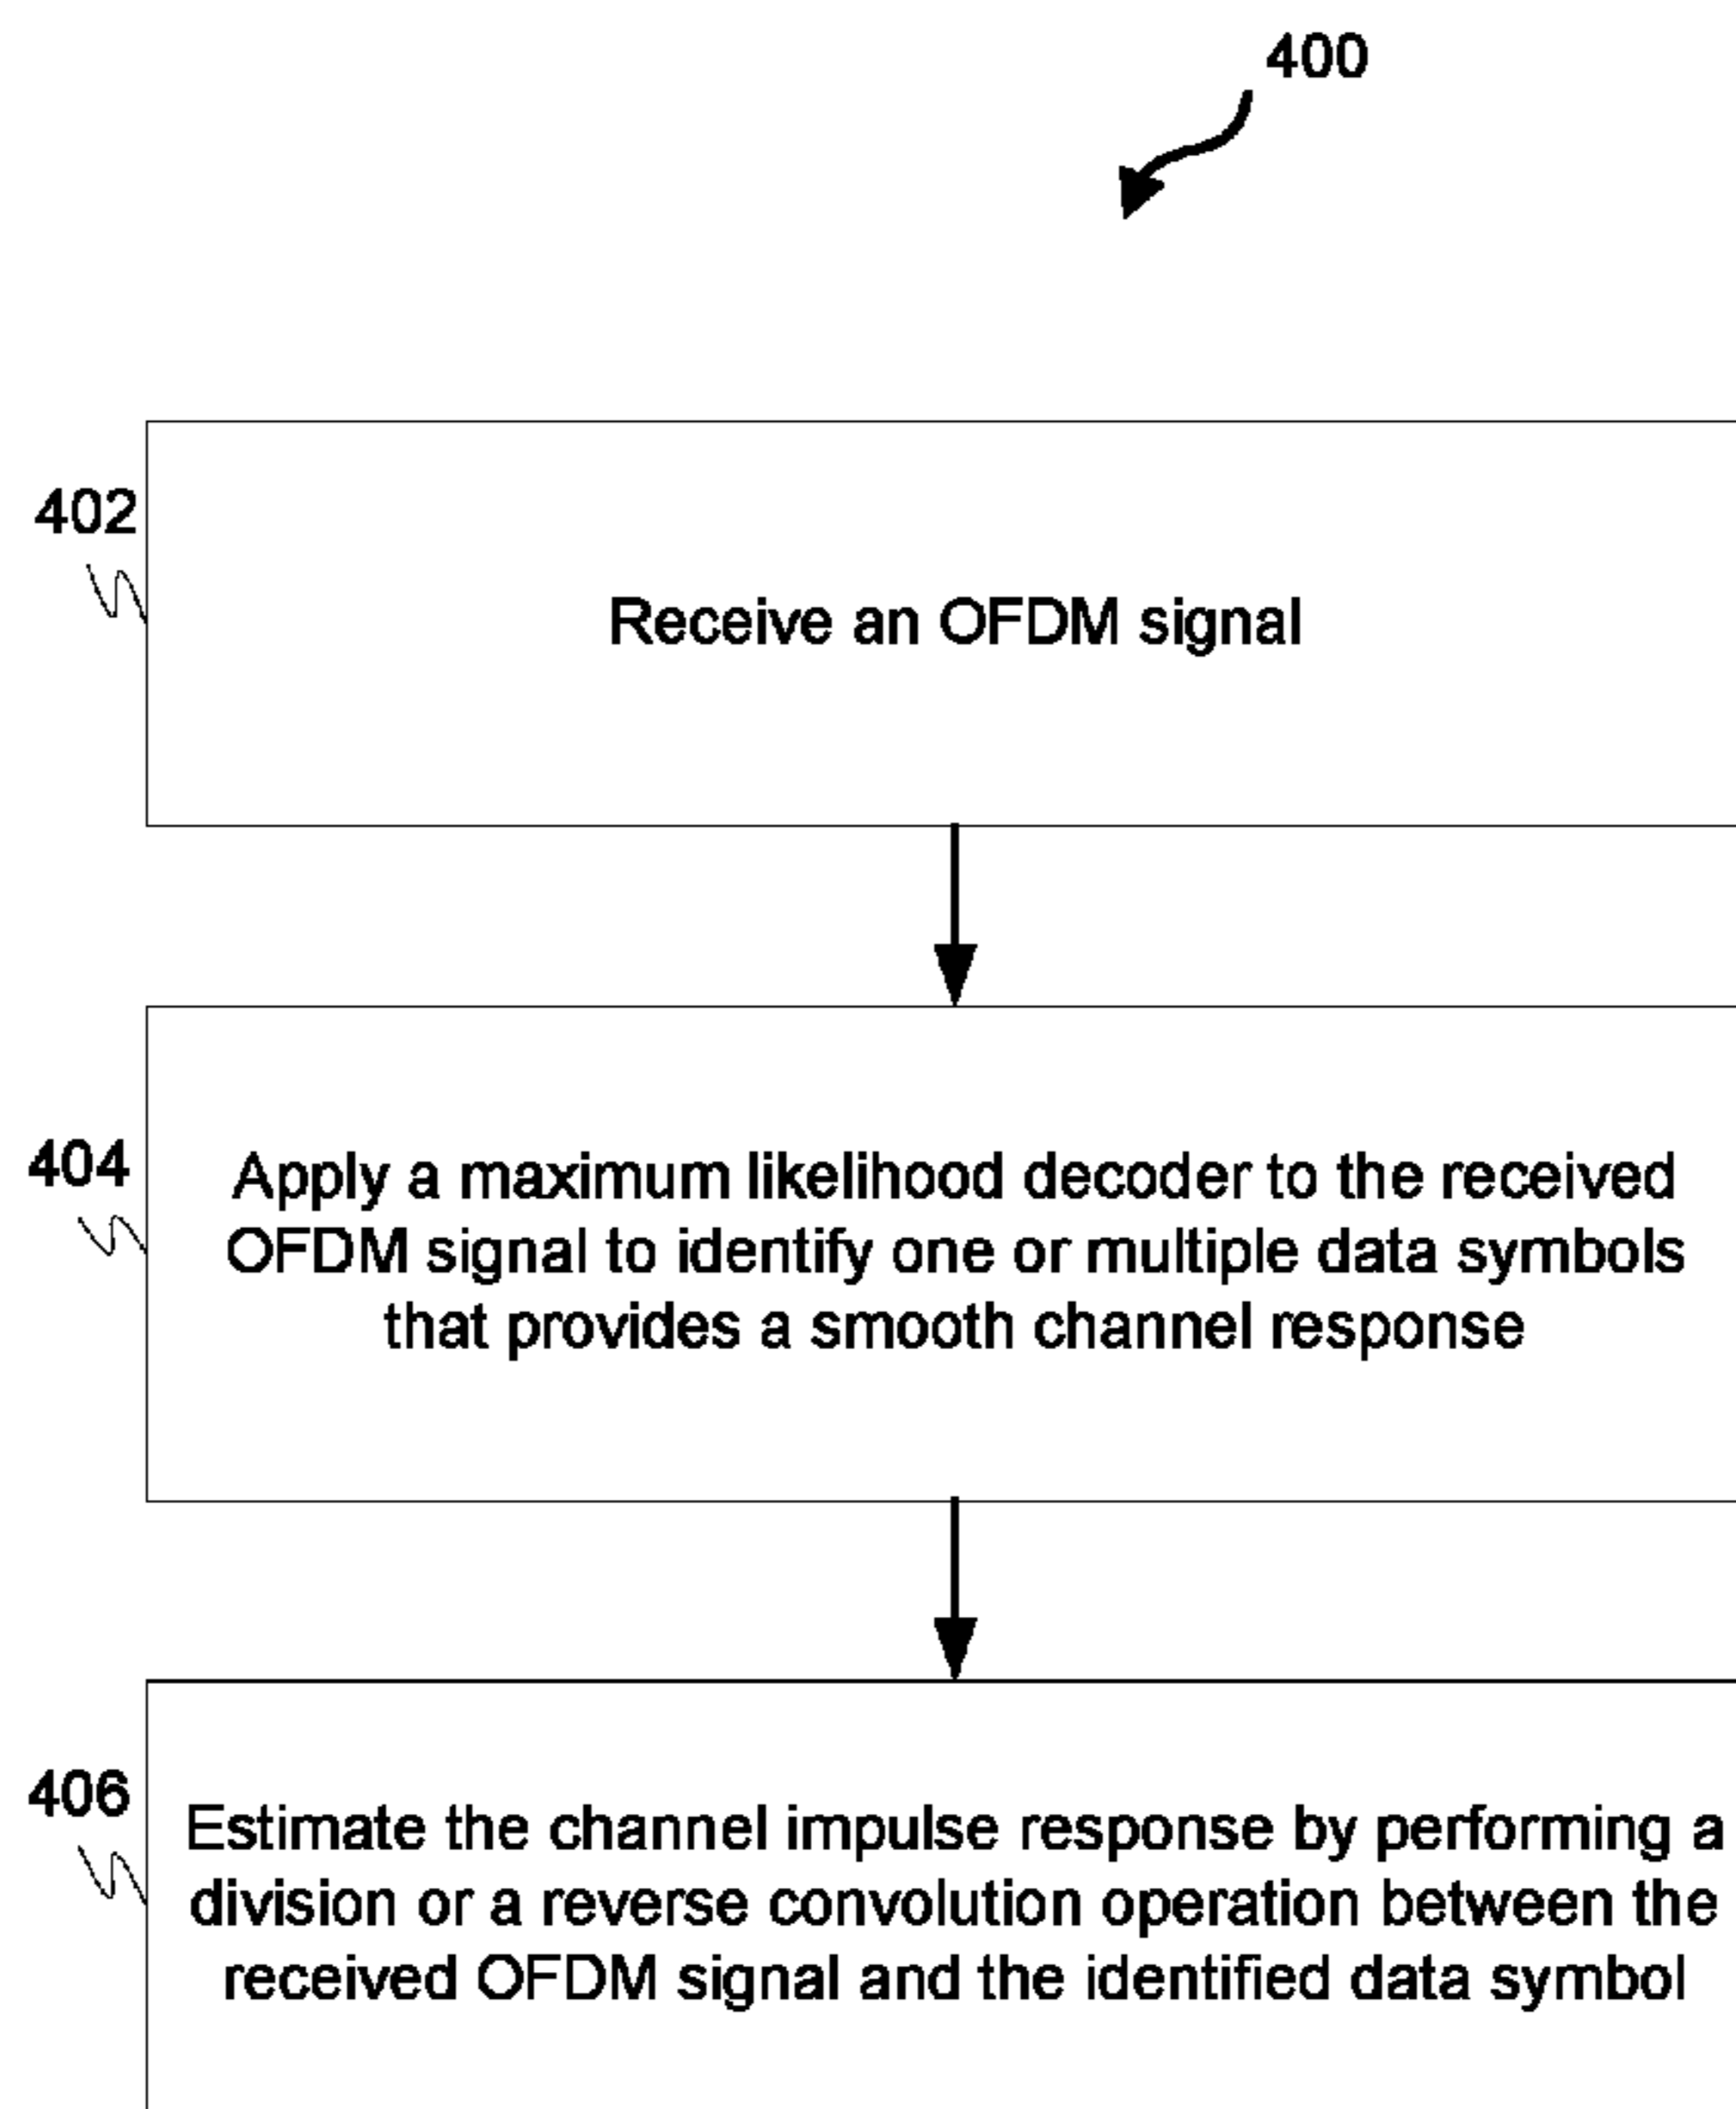 400
402
Receive an OFDM signal
404
Apply a maximum likelihood decoder to the received
OFDM signal to identify one or multiple data symbols
that provides a smooth channel response
406
Estimate the channel impulse response by performing a
division or a reverse convolution operation between the
received OFDM signal and the identified data symbol